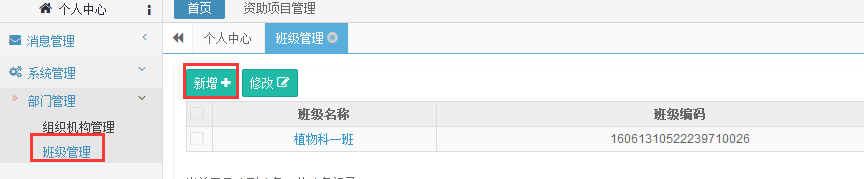 个人中心
首页 资助项目管理
个人中心 班级管理
消息管理
系统管理
部门管理
组织机构管理
班级管理
新增 修改
班级名称 班级编码
植物科一班 16061310522239710026